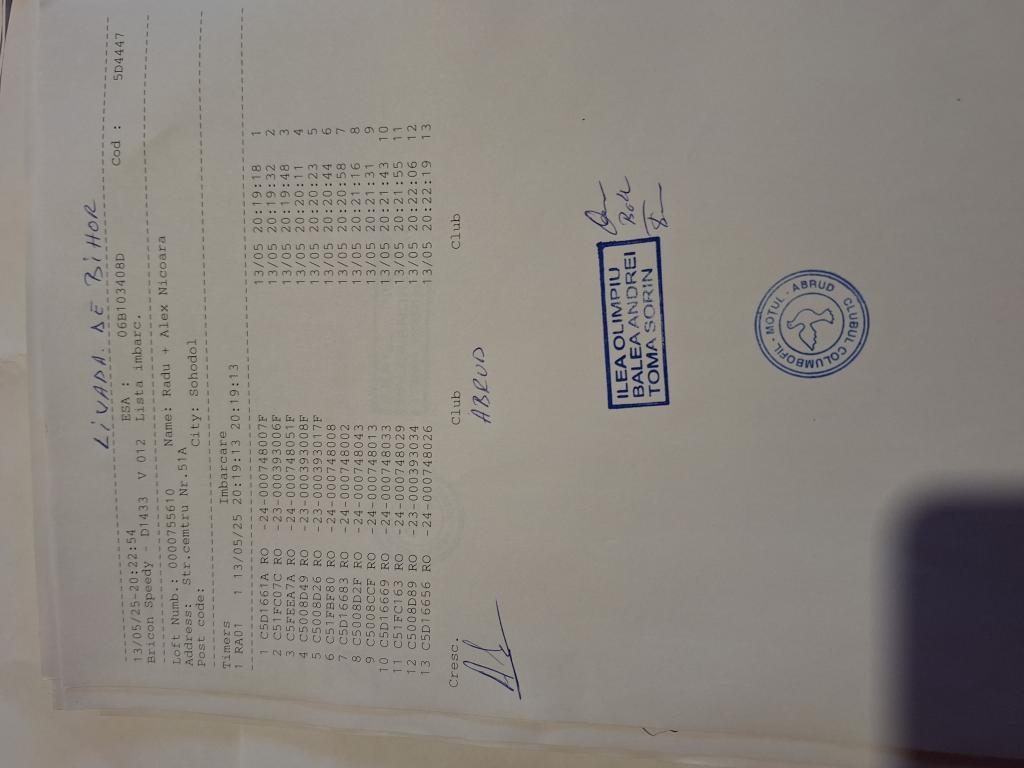 LIVADA DE BIHOR
13/05/25-20:22:54 ESA : 06B103408D Cod : 5D4447
Bricon Speedy - D1433 V 012 Lista imbarc.
Loft Numb.: 0000755610 Name: Radu + Alex Nicoara
Address: Str.cemtru Nr.51A City: Sohodol
Post code:
Timers Imbarcare
1 RA01 1 13/05/25 20:19:13 20:19:13
1 C5D1661A RO -24-000748007F 13/05 20:19:18 1
2 C51FC07C RO -23-000393006F 13/05 20:19:32 2
3 C5FEEA7A RO -24-000748051F 13/05 20:19:48 3
4 C5008D49 RO -23-000393008F 13/05 20:20:11 4
5 C5008D26 RO -23-000393017F 13/05 20:20:23 5
6 C51FBF80 RO -24-000748008 13/05 20:20:44 6
7 C5D16683 RO -24-000748002 13/05 20:20:58 7
8 C5008D2F RO -24-000748043 13/05 20:21:16 8
9 C5008CCF RO -24-000748013 13/05 20:21:31 9
10 C5D16669 RO -24-000748033 13/05 20:21:43 10
11 C51FC163 RO -24-000748029 13/05 20:21:55 11
12 C5008D89 RO -23-000393034 13/05 20:22:06 12
13 C5D16656 RO -24-000748026 13/05 20:22:19 13
Cresc. Club Club
ABRUD
ILEA OLIMPIU
BALEA ANDREI
TOMA SORIN
CLUBUL COLUMBOFIL - MOTUL - ABRUD